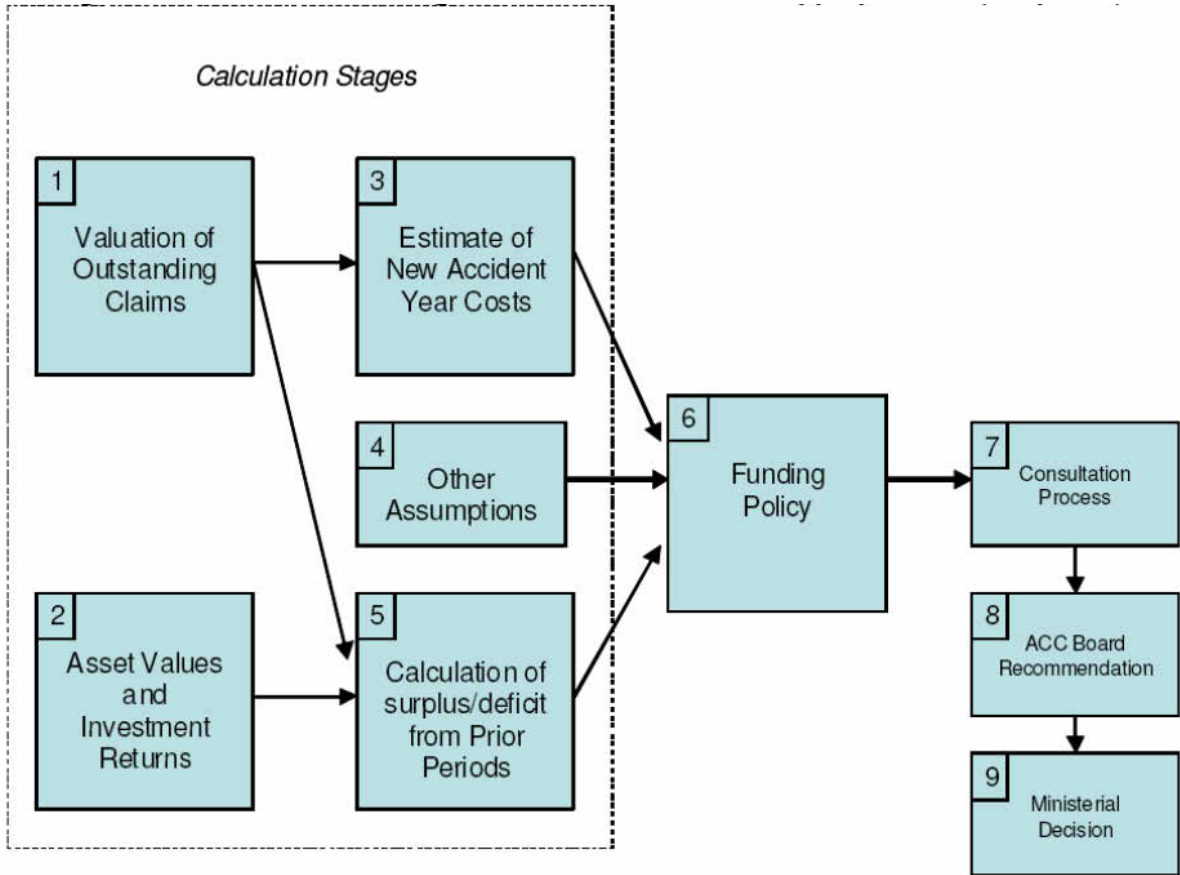 Calculation Stages
1
Valuation of
Outstanding
Claims
3
Estimate of
New Accident
Year Costs
4
Other
Assumptions
2
Asset Values
and
Investment
Returns
5
Calculation of
surplus/deficit
from Prior
Periods
6
Funding
Policy
7
Consultation
Process
8
ACC Board
Recommendation
9
Ministerial
Decision